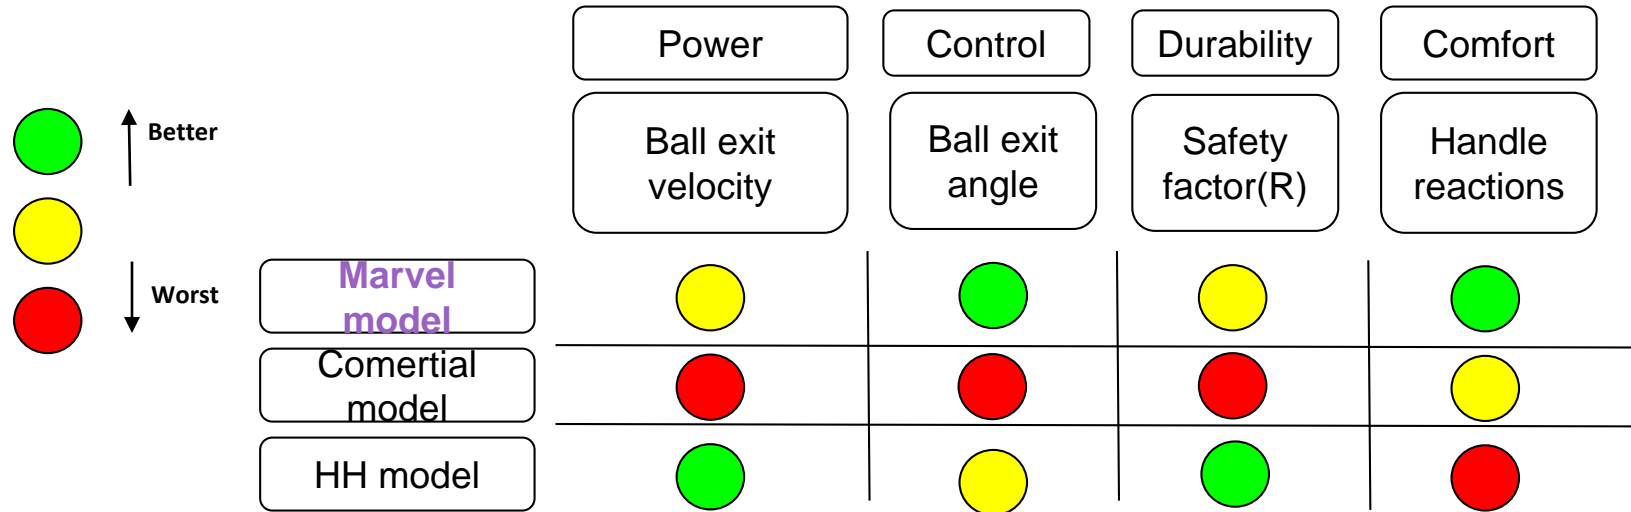 Power
Control
Durability
Comfort
Better
Ball exit
velocity
Ball exit
angle
Safety
factor(R)
Handle
reactions
Worst
Marvel
model
Comertial
model
HH model